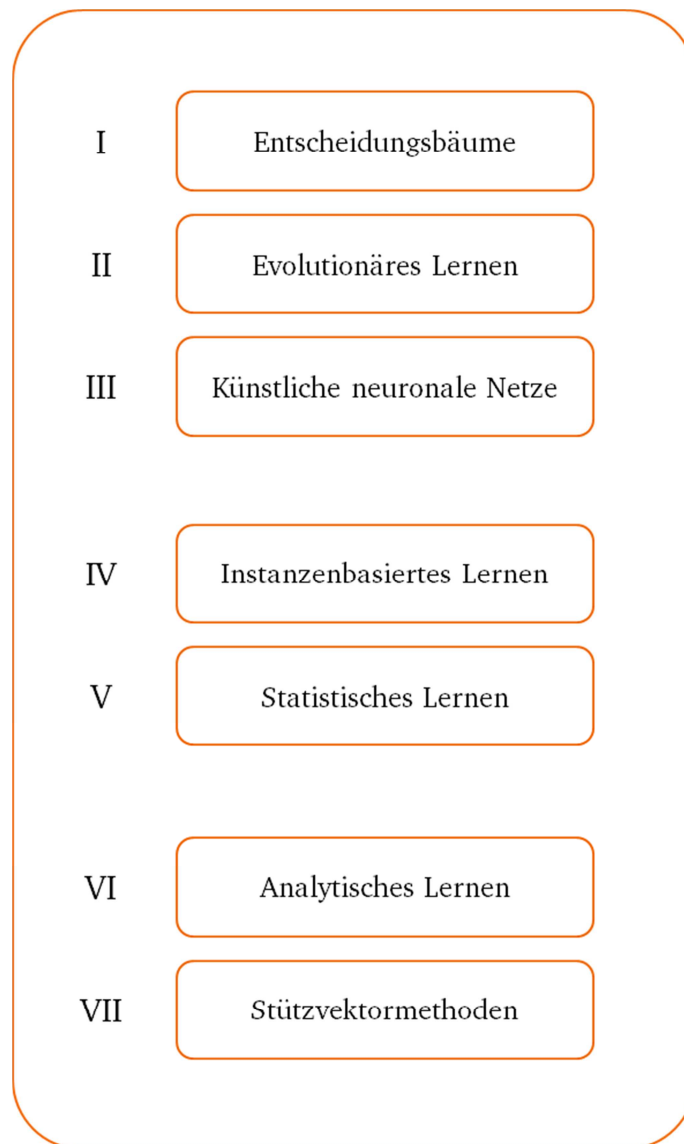 I Entscheidungsbäume
II Evolutionäres Lernen
III Künstliche neuronale Netze
IV Instanzenbasiertes Lernen
V Statistisches Lernen
VI Analytisches Lernen
VII Stützvektormethoden